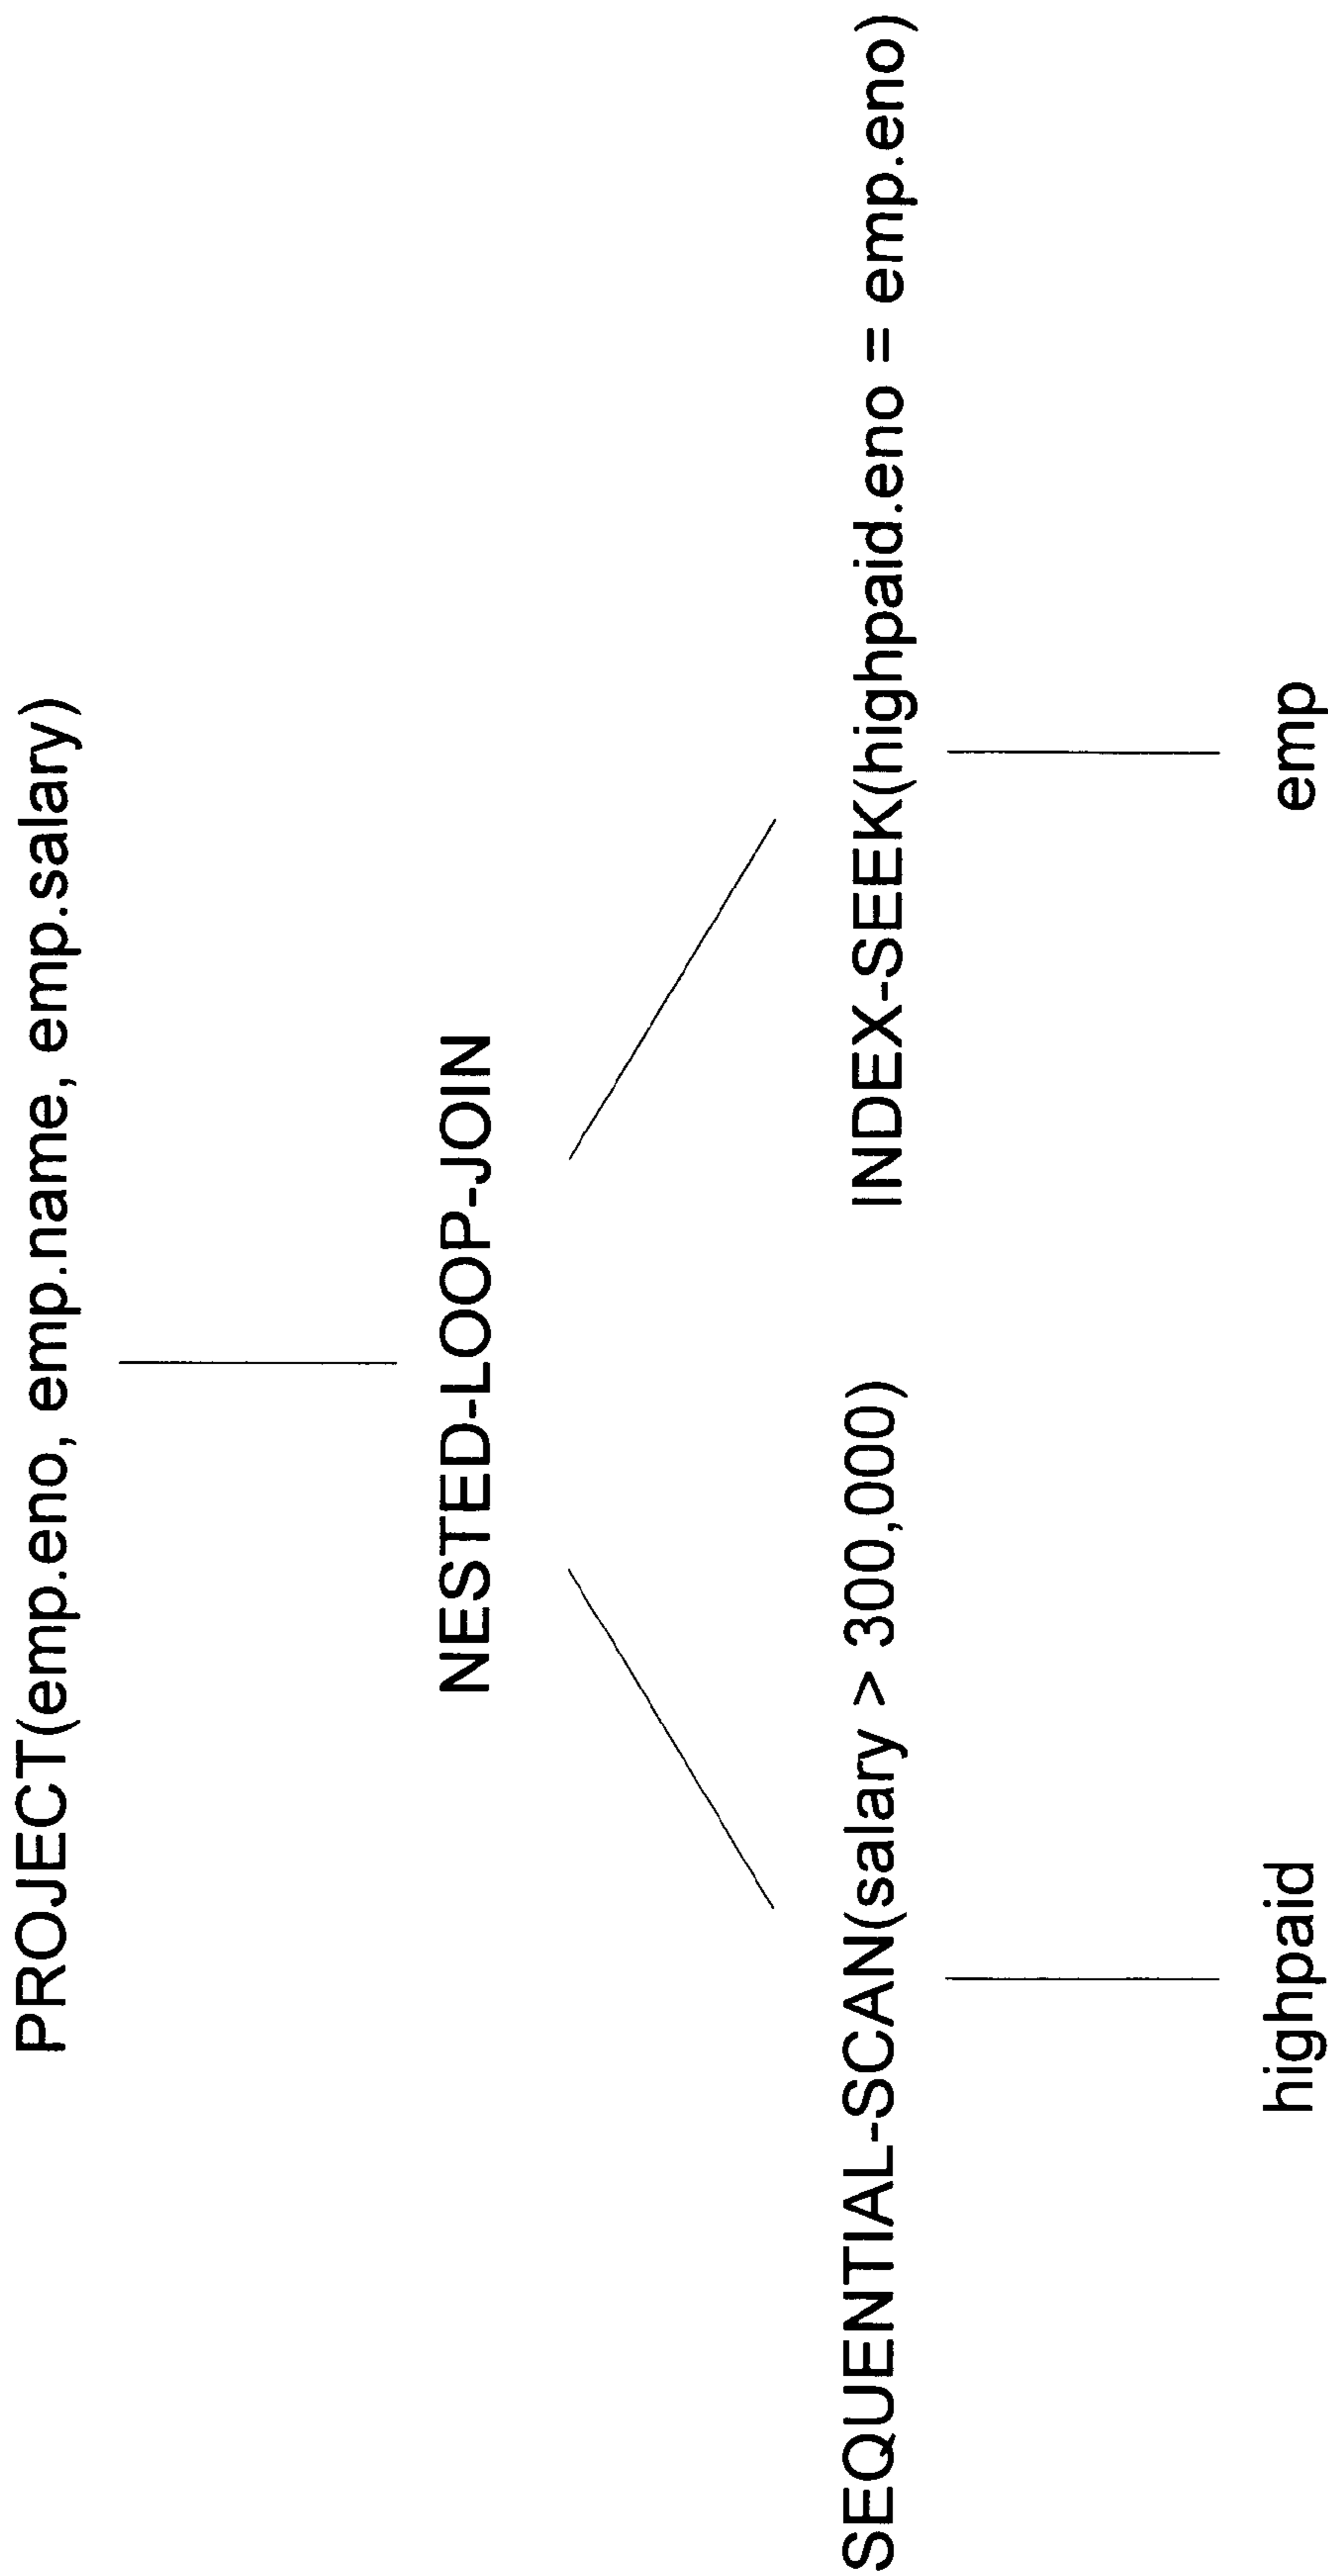 PROJECT(emp.eno, emp.name, emp.salary)
NESTED-LOOP-JOIN
SEQUENTIAL-SCAN(salary > 300,000)
INDEX-SEEK(highpaid.eno = emp.eno)
highpaid
emp